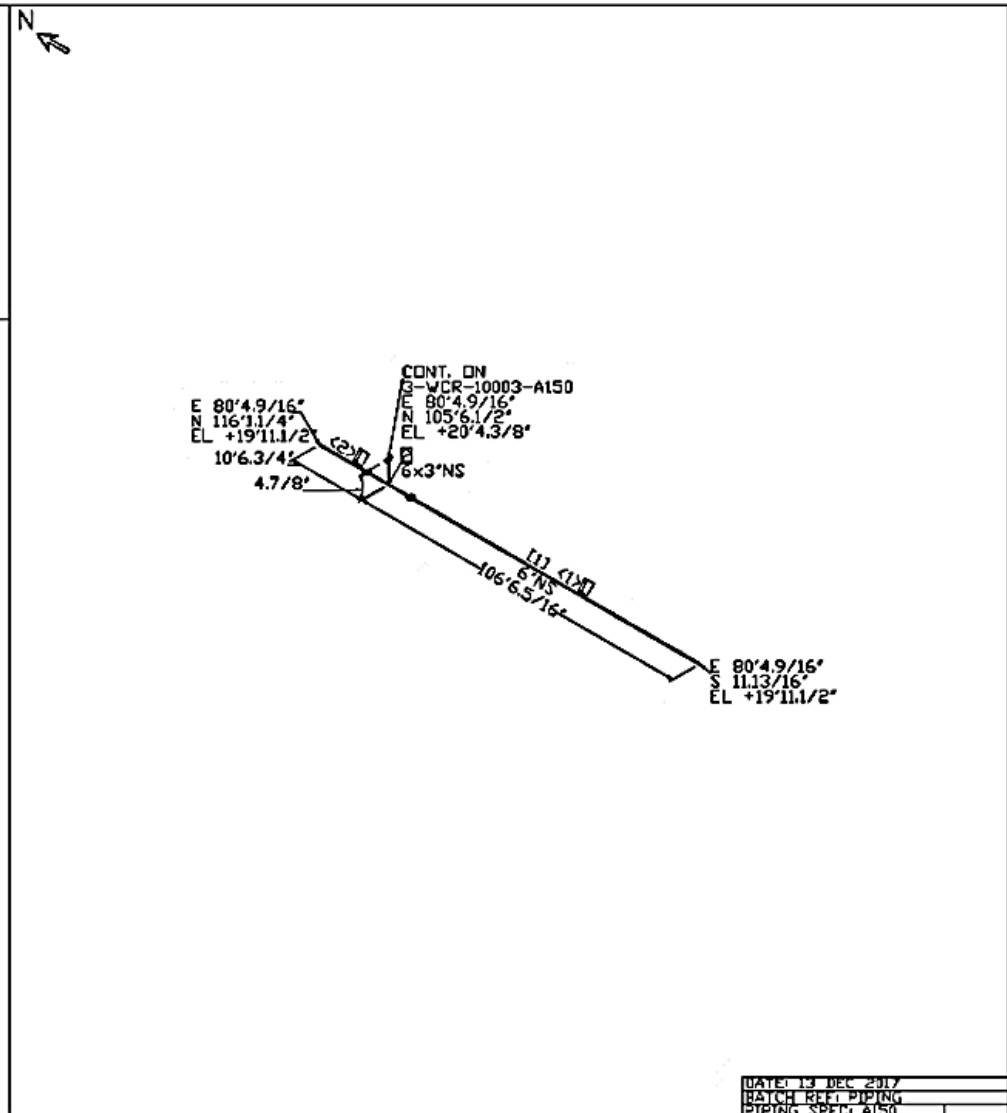 N
CONT. ON
3-WCR-10003-A150
E 80'4.9/16"
N 105'6.1/2"
EL +20'4.3/8"
2
6x3"NS
E 80'4.9/16"
N 116'1.1/4"
EL +19'11.1/2"
<2>
10'6.3/4"
4.7/8"
[1] <1>
6"NS
106'6.5/16"
E 80'4.9/16"
S 11.13/16"
EL +19'11.1/2"
DATE: 13 DEC 2017
BATCH REF: PIPING
PIPING SPEC: A150